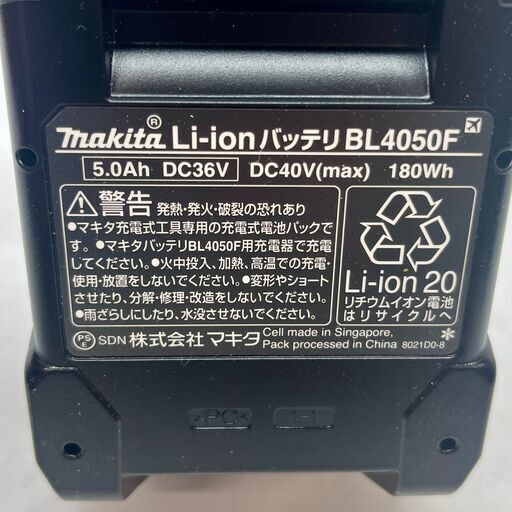 makita® Li-ion バッテリ BL4050F
5.0Ah DC36V DC40V(max) 180Wh
警告 発熱・発火・破裂の恐れあり
●マキタ充電式工具専用の充電式電池パックで
す。●マキタバッテリBL4050F用充電器で充電
してください。●火中投入、加熱、高温での充電・
使用・放置をしないでください。●変形やショート
させたり、分解・修理・改造をしないでください。
●雨ざらしにしたり、水没させないでください。
Li-ion 20
リチウムイオン電池
はリサイクルへ
PS
E SDN 株式会社 マキタ
Cell made in Singapore,
Pack processed in China 8021D0-8 *
>PC< 1-1